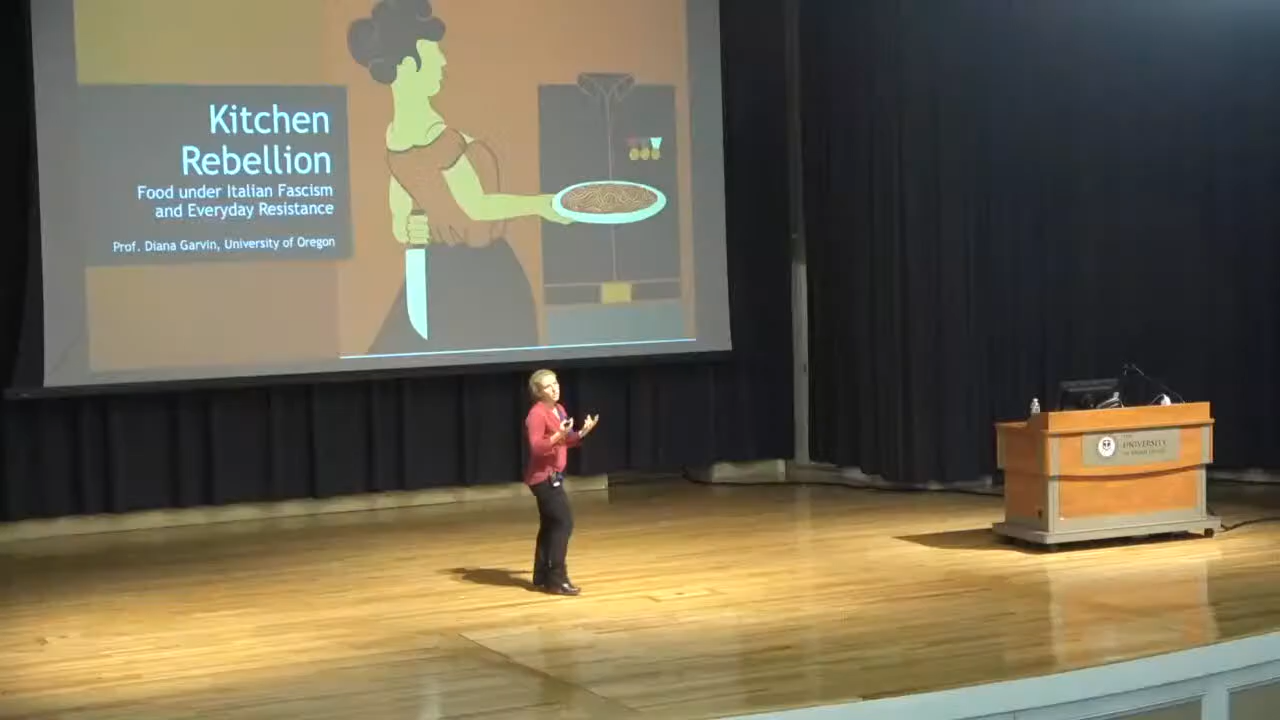 Kitchen
Rebellion
Food under Italian Fascism
and Everyday Resistance
Prof. Diana Garvin, University of Oregon
UNIVERSITY